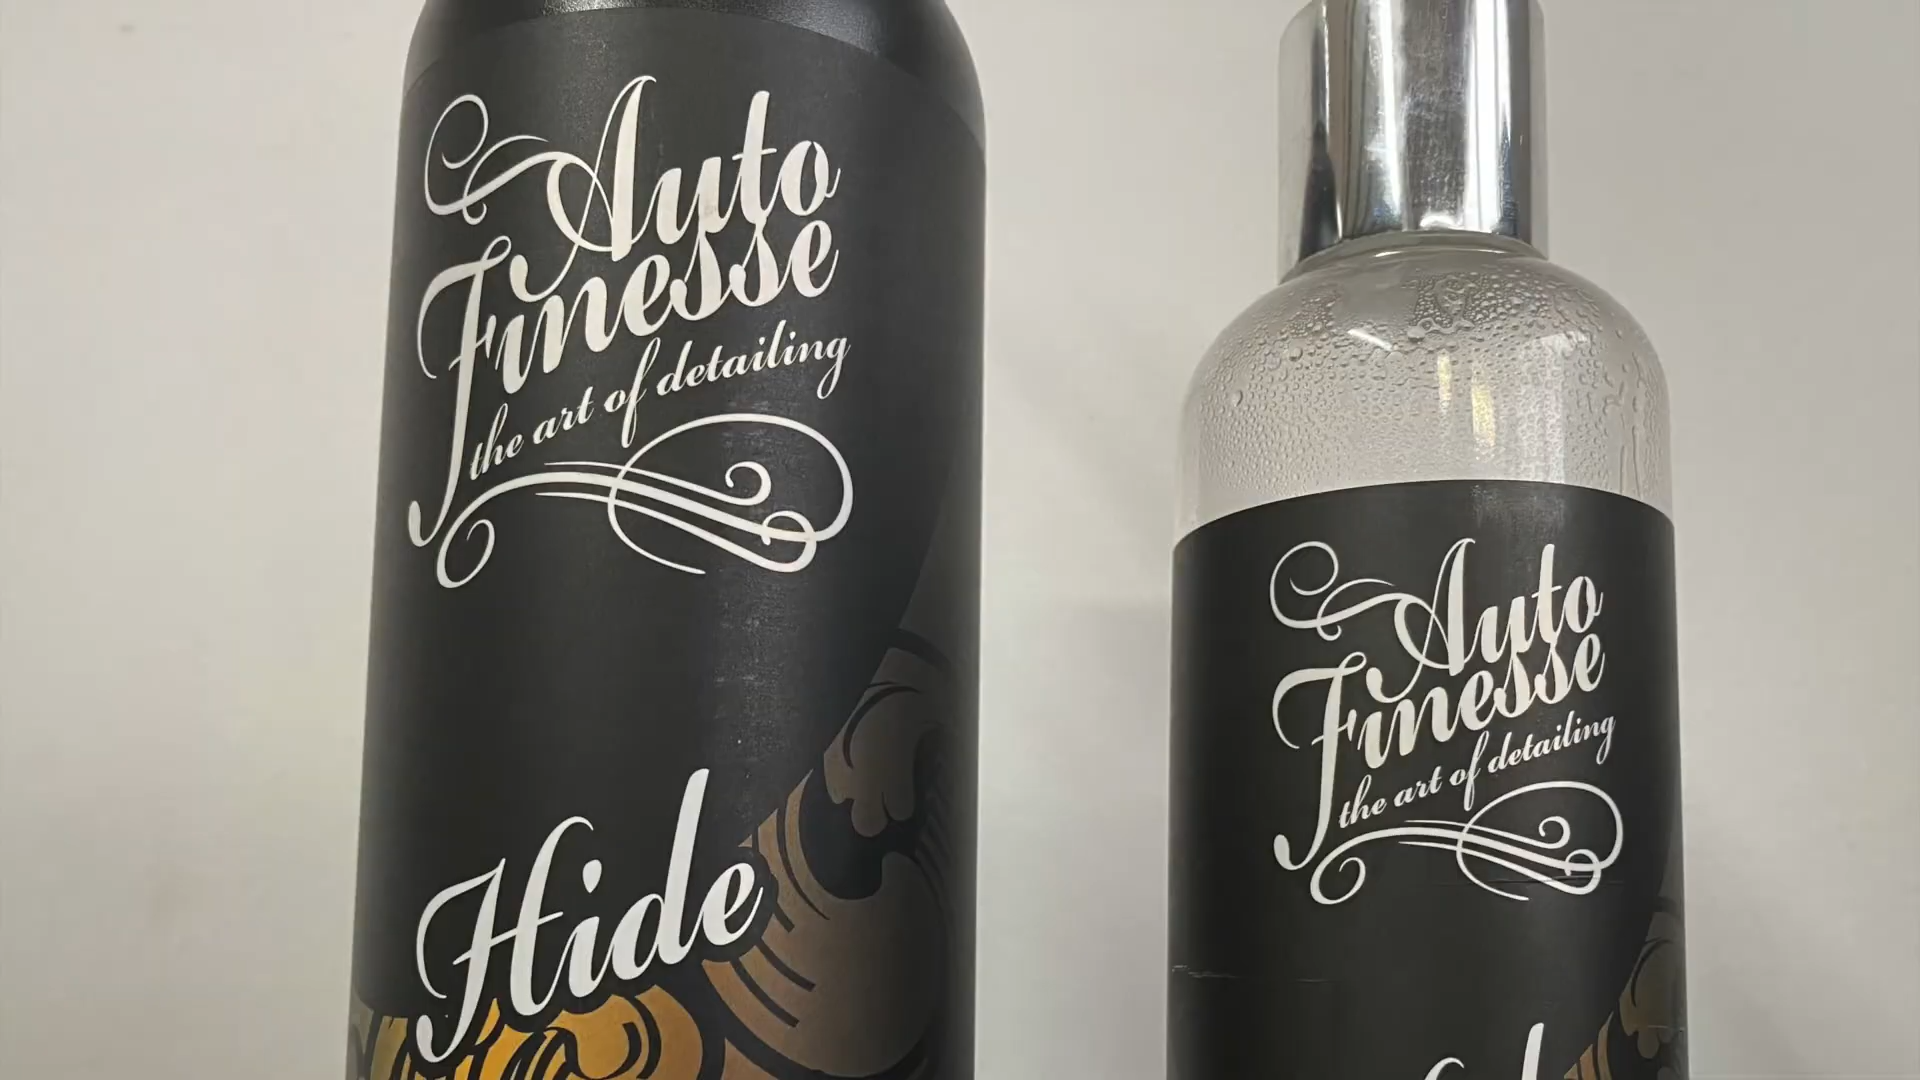 Auto
Finesse
the art of detailing
Hide
Auto
Finesse
the art of detailing